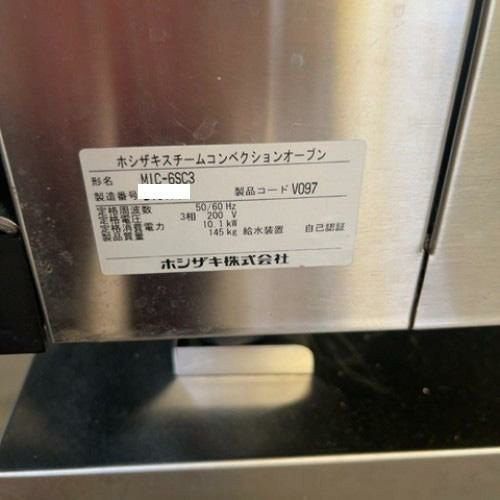 ホシザキスチームコンベクションオーブン
形名 MIC-6SC3
製造番号 製品コード V097
定格周波数 50/60 Hz
定格電圧 3相 200 V
定格消費電力 10.1 kW
製品質量 145 kg 給水装置 自己認証
ホシザキ株式会社